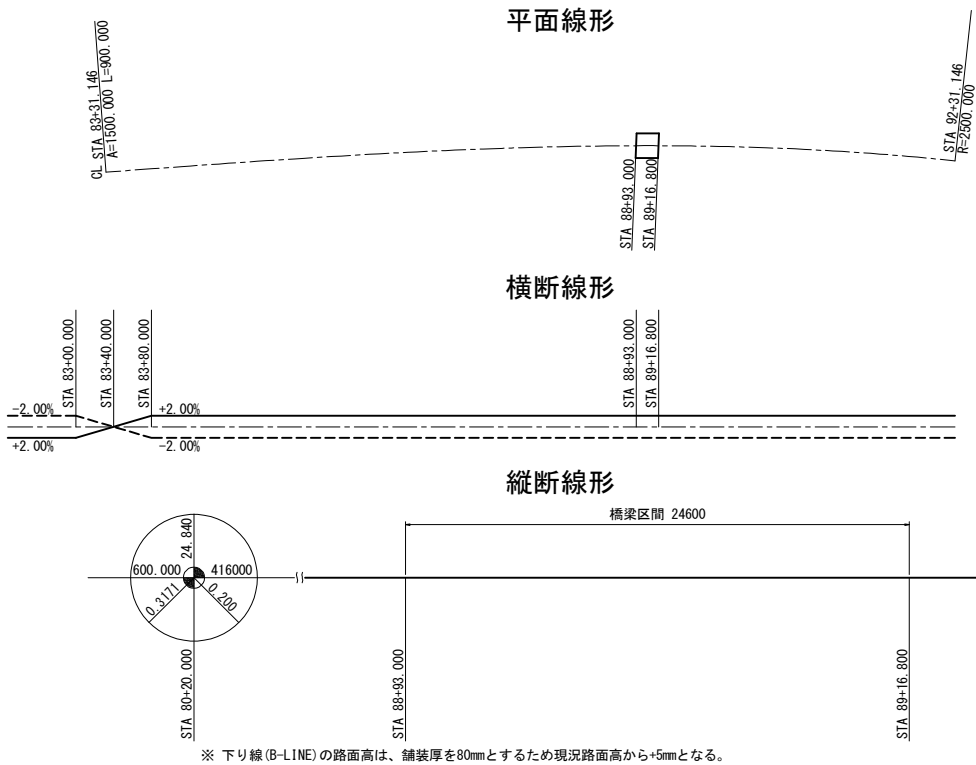 平面線形
CL STA 83+31.146
A=1500.000 L=900.000
STA 88+93.000
STA 89+16.800
STA 92+31.146
R=2500.000
横断線形
STA 83+00.000
STA 83+40.000
STA 83+80.000
STA 88+93.000
STA 89+16.800
-2.00%
+2.00%
+2.00%
-2.00%
縦断線形
橋梁区間 24600
24.840
600.000
416000
0.3171
0.200
STA 80+20.000
STA 88+93.000
STA 89+16.800
※ 下り線(B-LINE)の路面高は、舗装厚を80mmとするため現況路面高から+5mmとなる。